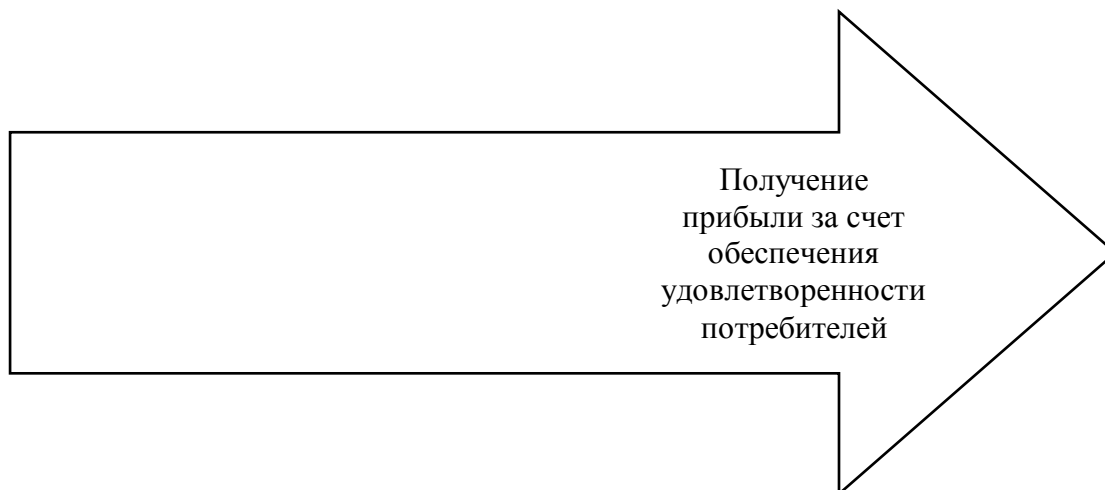 Получение
прибыли за счет
обеспечения
удовлетворенности
потребителей